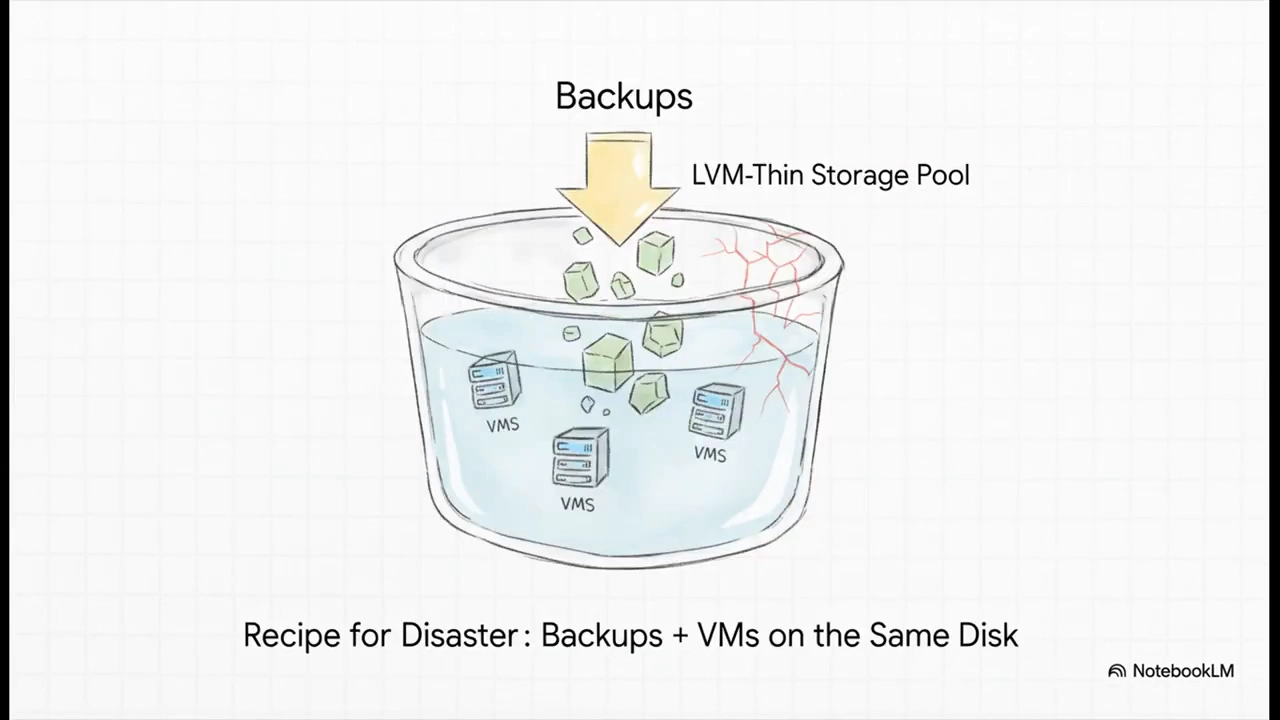 Backups
LVM-Thin Storage Pool
VMS
VMS
VMS
Recipe for Disaster: Backups + VMs on the Same Disk
NotebookLM